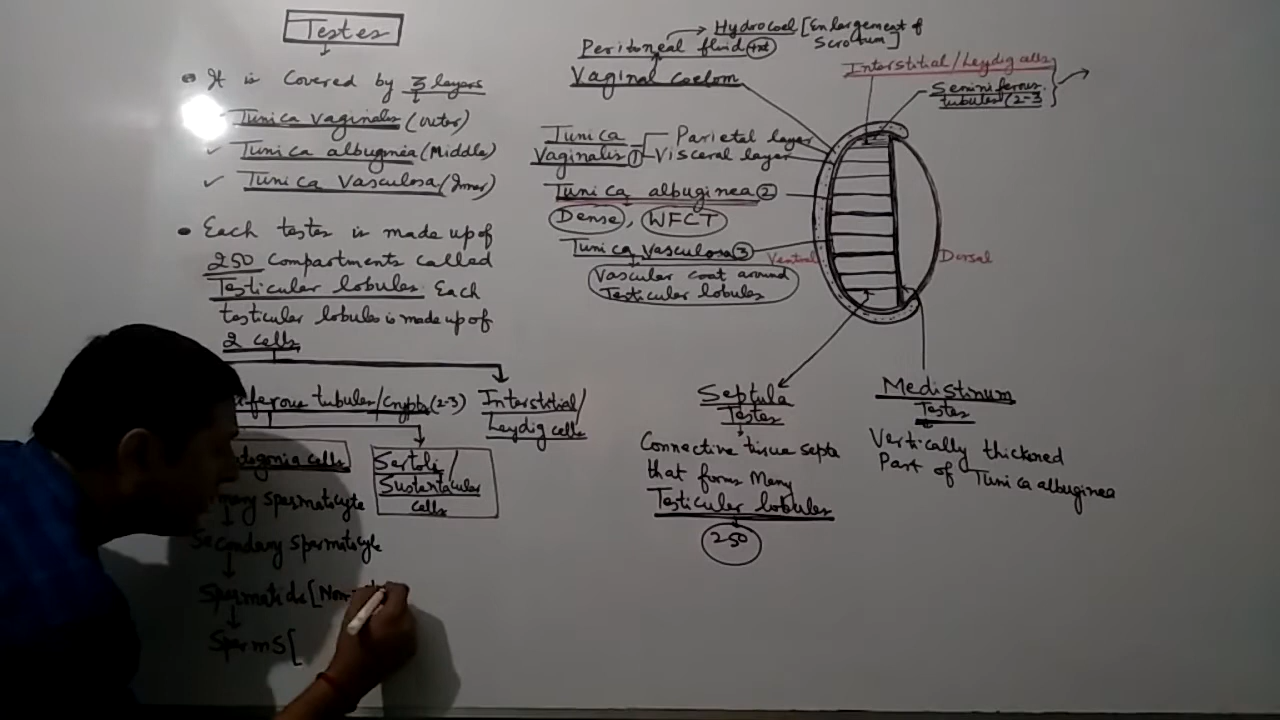 Testes
It is covered by 3 layers
Tunica vaginalis (outer)
Tunica albuginea (Middle)
Tunica Vasculosa (Inner)
Each testes is made up of
250 compartments called
Testicular lobules. Each
testicular lobules is made up of
2 cells
tubules/Crypts (2-3)
Interstitial/
Leydig cells
cells
Sertoli/
Sustentacular
cells
spermatocyte
Secondary Spermatocyte
Spermatids [Non-
Sperms [
Hydrocoel [Enlargement of
Scrotum]
Peritoneal fluid
Vaginal Coelom
Tunica
Vaginalis 1
Parietal layer
Visceral layer
Tunica albuginea 2
Dense, WFCT
Tunica Vasculosa 3
Vascular coat around
Testicular lobules
Interstitial/Leydig cells
Seminiferous
tubules (2-3
Ventral
Dorsal
Septula
Testes
Connective tissue septa
that forms Many
Testicular lobules
250
Medistinum
Testes
Vertically thickened
Part of Tunica albuginea